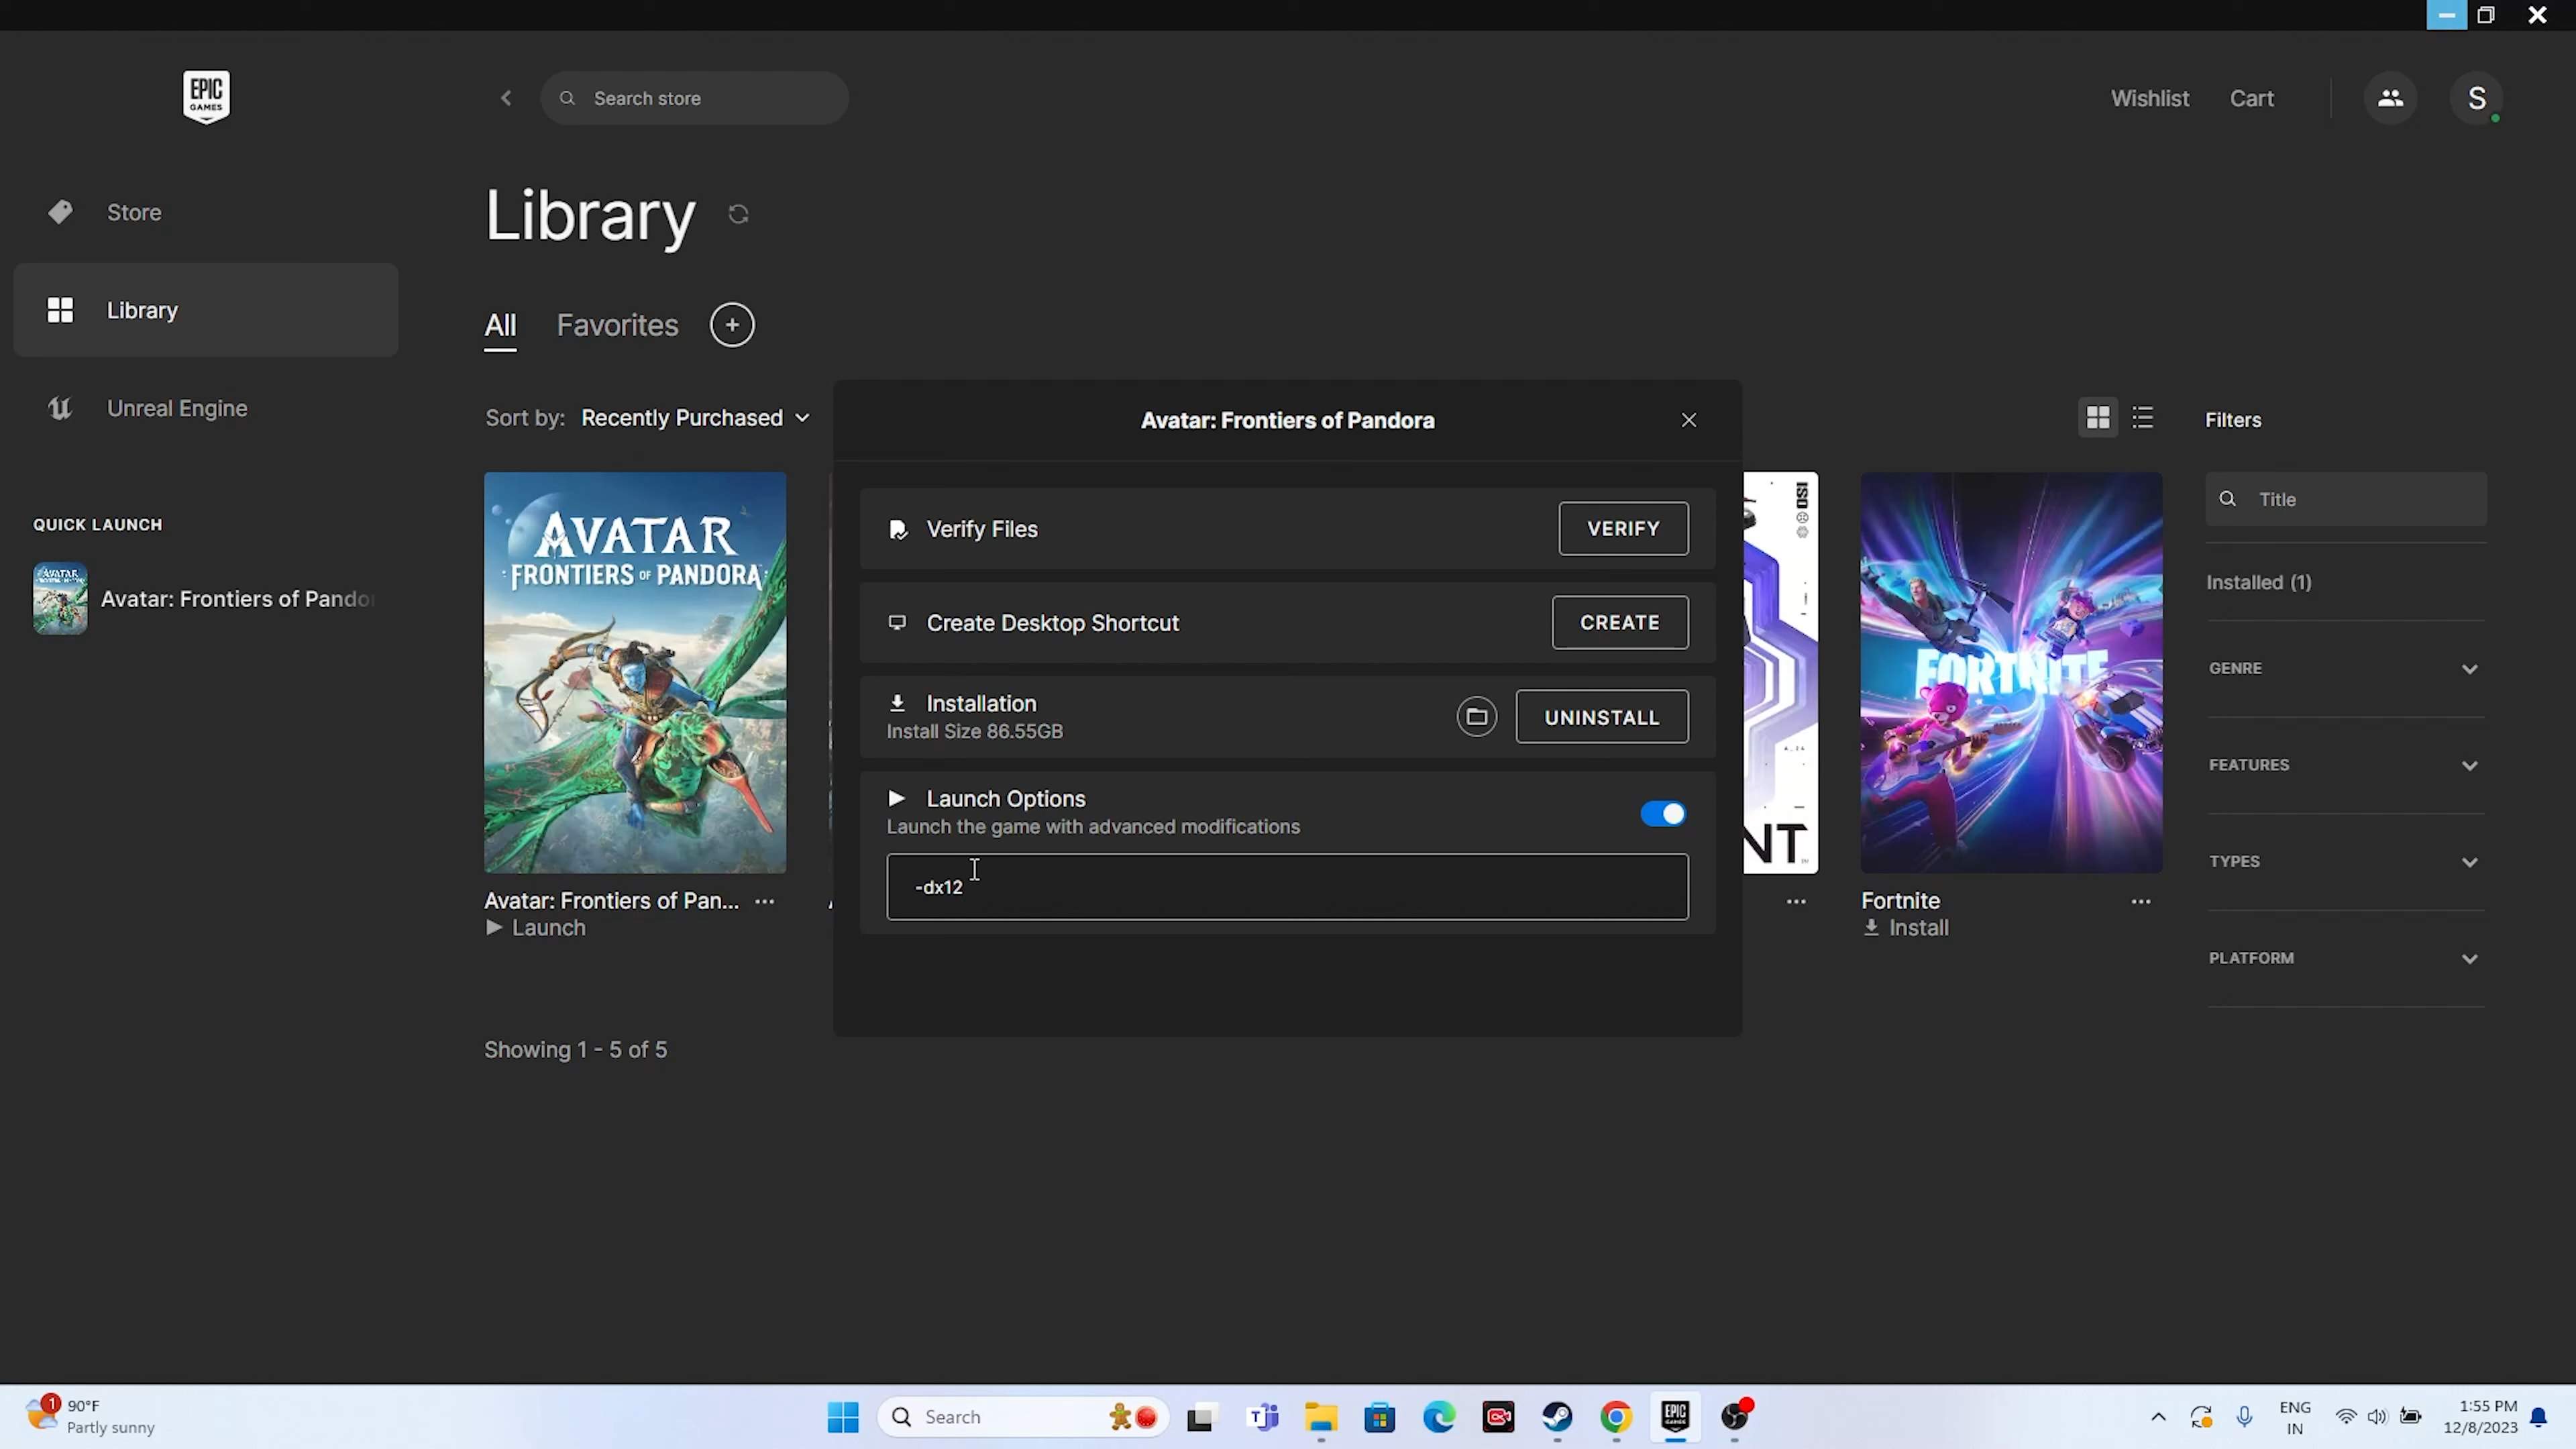 EPIC
GAMES
Search store
Wishlist
Cart
S
Store
Library
Unreal Engine
QUICK LAUNCH
AVATAR
Avatar: Frontiers of Pando
Library
All
Favorites
Sort by: Recently Purchased
AVATAR
FRONTIERS OF PANDORA
Avatar: Frontiers of Pan...
Launch
Showing 1 - 5 of 5
Avatar: Frontiers of Pandora
Verify Files
VERIFY
Create Desktop Shortcut
CREATE
Installation
Install Size 86.55GB
UNINSTALL
Launch Options
Launch the game with advanced modifications
-dx12
NT
FORTNITE
Fortnite
Install
Filters
Title
Installed (1)
GENRE
FEATURES
TYPES
PLATFORM
1
90°F
Partly sunny
Search
EPIC
GAMES
ENG
IN
1:55 PM
12/8/2023